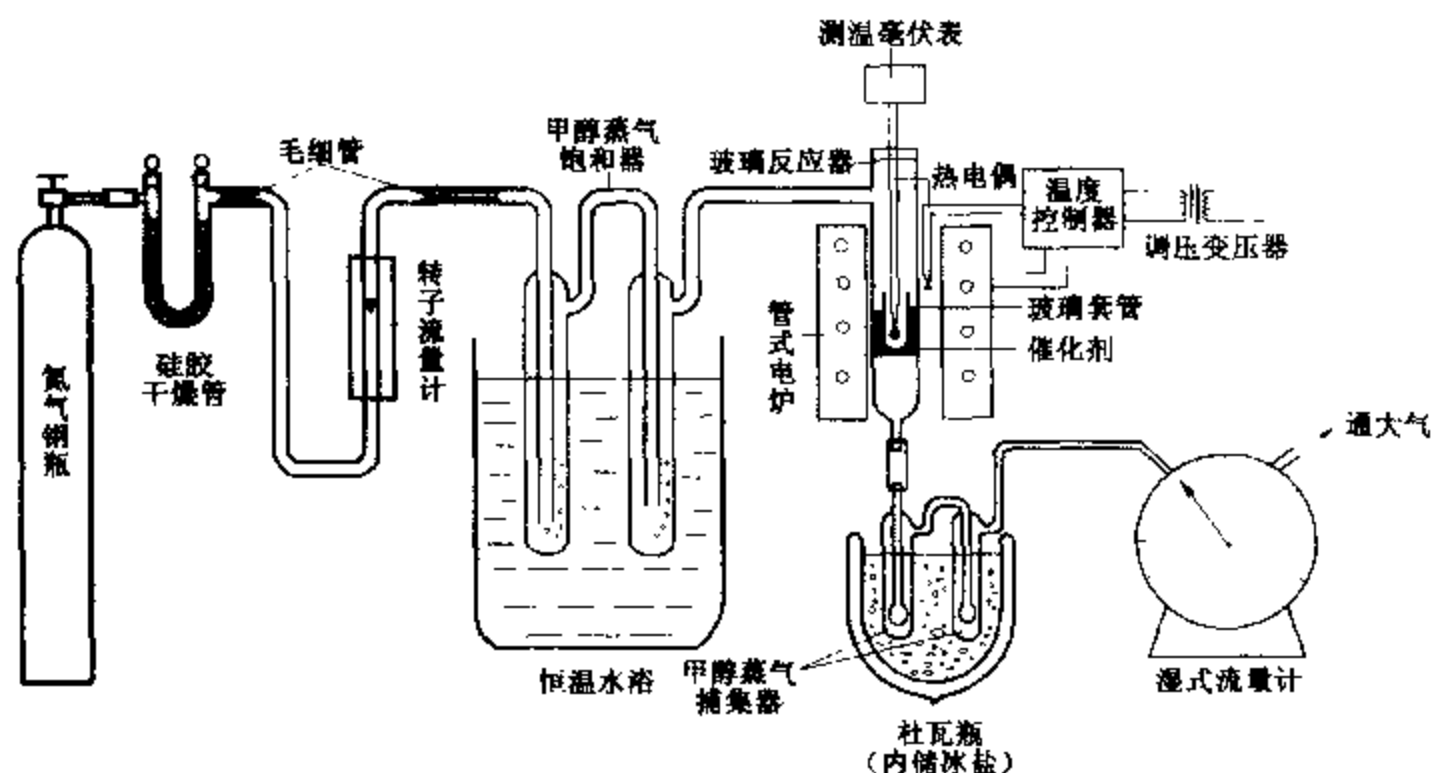 测温毫伏表
毛细管
甲醇蒸气
饱和器
玻璃反应器
热电偶
温度
控制器
调压变压器
转子流量计
硅胶
干燥管
氮气钢瓶
管式电炉
玻璃套管
催化剂
通大气
恒温水浴
甲醇蒸气
捕集器
湿式流量计
杜瓦瓶
（内储冰盐）